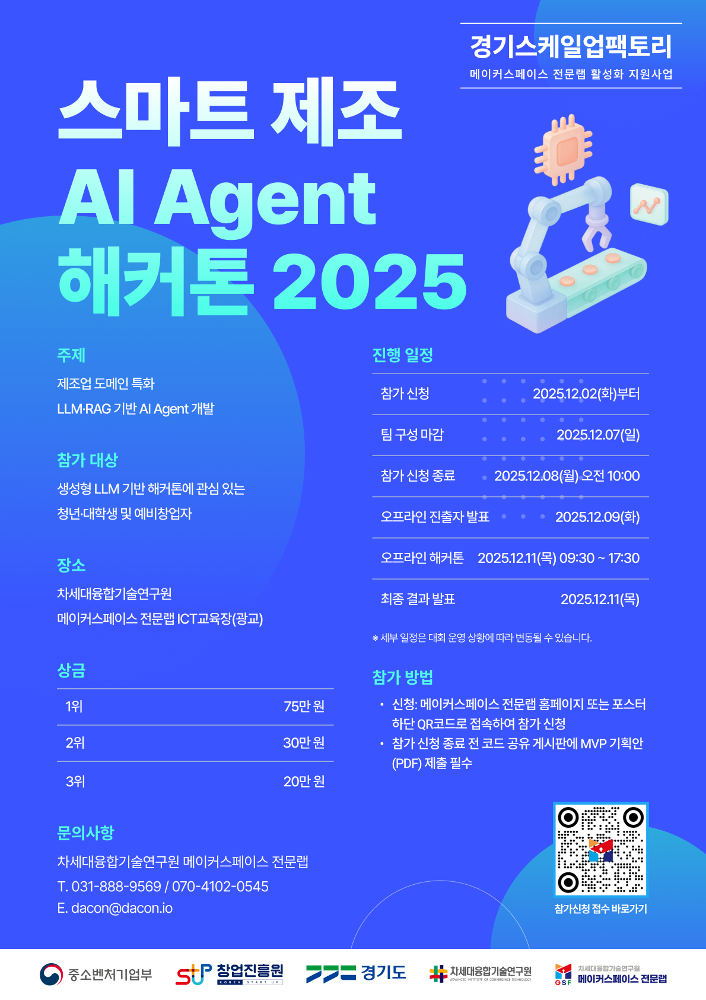 경기스케일업팩토리
메이커스페이스 전문랩 활성화 지원사업
스마트 제조
AI Agent
해커톤 2025
주제
제조업 도메인 특화
LLM·RAG 기반 AI Agent 개발
참가 대상
생성형 LLM 기반 해커톤에 관심 있는
청년·대학생 및 예비창업자
장소
차세대융합기술연구원
메이커스페이스 전문랩 ICT교육장(광교)
상금
1위 75만 원
2위 30만 원
3위 20만 원
문의사항
차세대융합기술연구원 메이커스페이스 전문랩
T. 031-888-9569 / 070-4102-0545
E. dacon@dacon.io
진행 일정
참가 신청 2025.12.02(화)부터
팀 구성 마감 2025.12.07(일)
참가 신청 종료 2025.12.08(월) 오전 10:00
오프라인 진출자 발표 2025.12.09(화)
오프라인 해커톤 2025.12.11(목) 09:30 ~ 17:30
최종 결과 발표 2025.12.11(목)
※ 세부 일정은 대회 운영 상황에 따라 변동될 수 있습니다.
참가 방법
• 신청: 메이커스페이스 전문랩 홈페이지 또는 포스터
하단 QR코드로 접속하여 참가 신청
• 참가 신청 종료 전 코드 공유 게시판에 MVP 기획안
(PDF) 제출 필수
참가신청 접수 바로가기
중소벤처기업부
StUP 창업진흥원
KOREA START UP
경기도
차세대융합기술연구원
ADVANCED INSTITUTE OF CONVERGENCE TECHNOLOGY
GSF
차세대융합기술연구원
메이커스페이스 전문랩